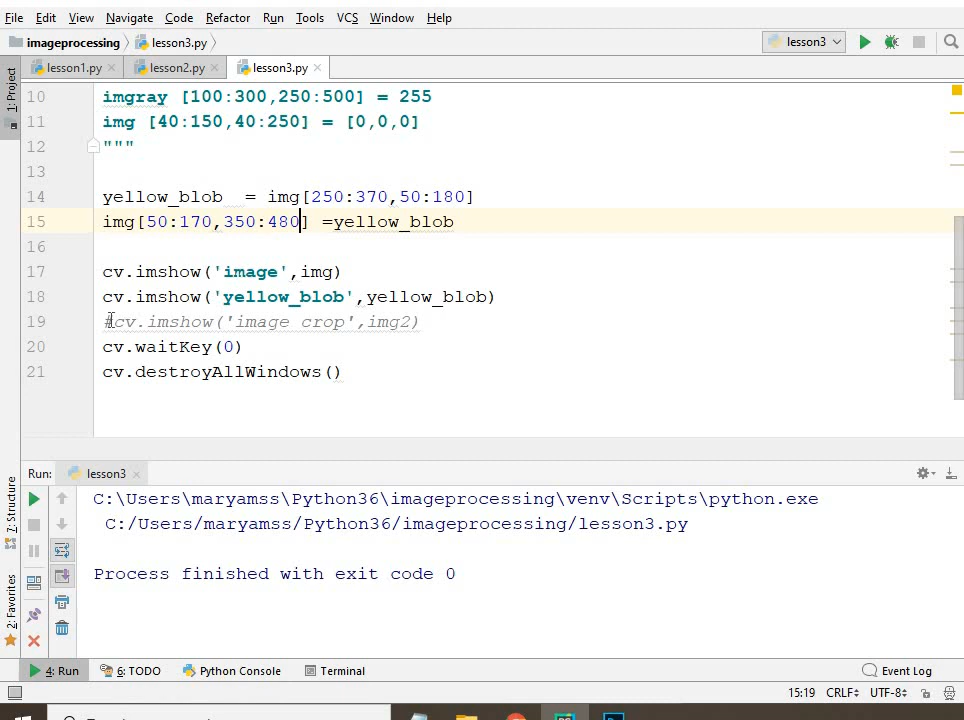 File Edit View Navigate Code Refactor Run Tools VCS Window Help
imageprocessing lesson3.py lesson3
1: Project lesson1.py lesson2.py lesson3.py
10 imgray [100:300,250:500] = 255
11 img [40:150,40:250] = [0,0,0]
12 """
13
14 yellow_blob = img[250:370,50:180]
15 img[50:170,350:480] =yellow_blob
16
17 cv.imshow('image',img)
18 cv.imshow('yellow_blob',yellow_blob)
19 #cv.imshow('image crop',img2)
20 cv.waitKey(0)
21 cv.destroyAllWindows()
Run: lesson3
7: Structure
2: Favorites
C:\Users\maryamss\Python36\imageprocessing\venv\Scripts\python.exe
C:/Users/maryamss/Python36/imageprocessing/lesson3.py
Process finished with exit code 0
4: Run 6: TODO Python Console Terminal Event Log
15:19 CRLF UTF-8